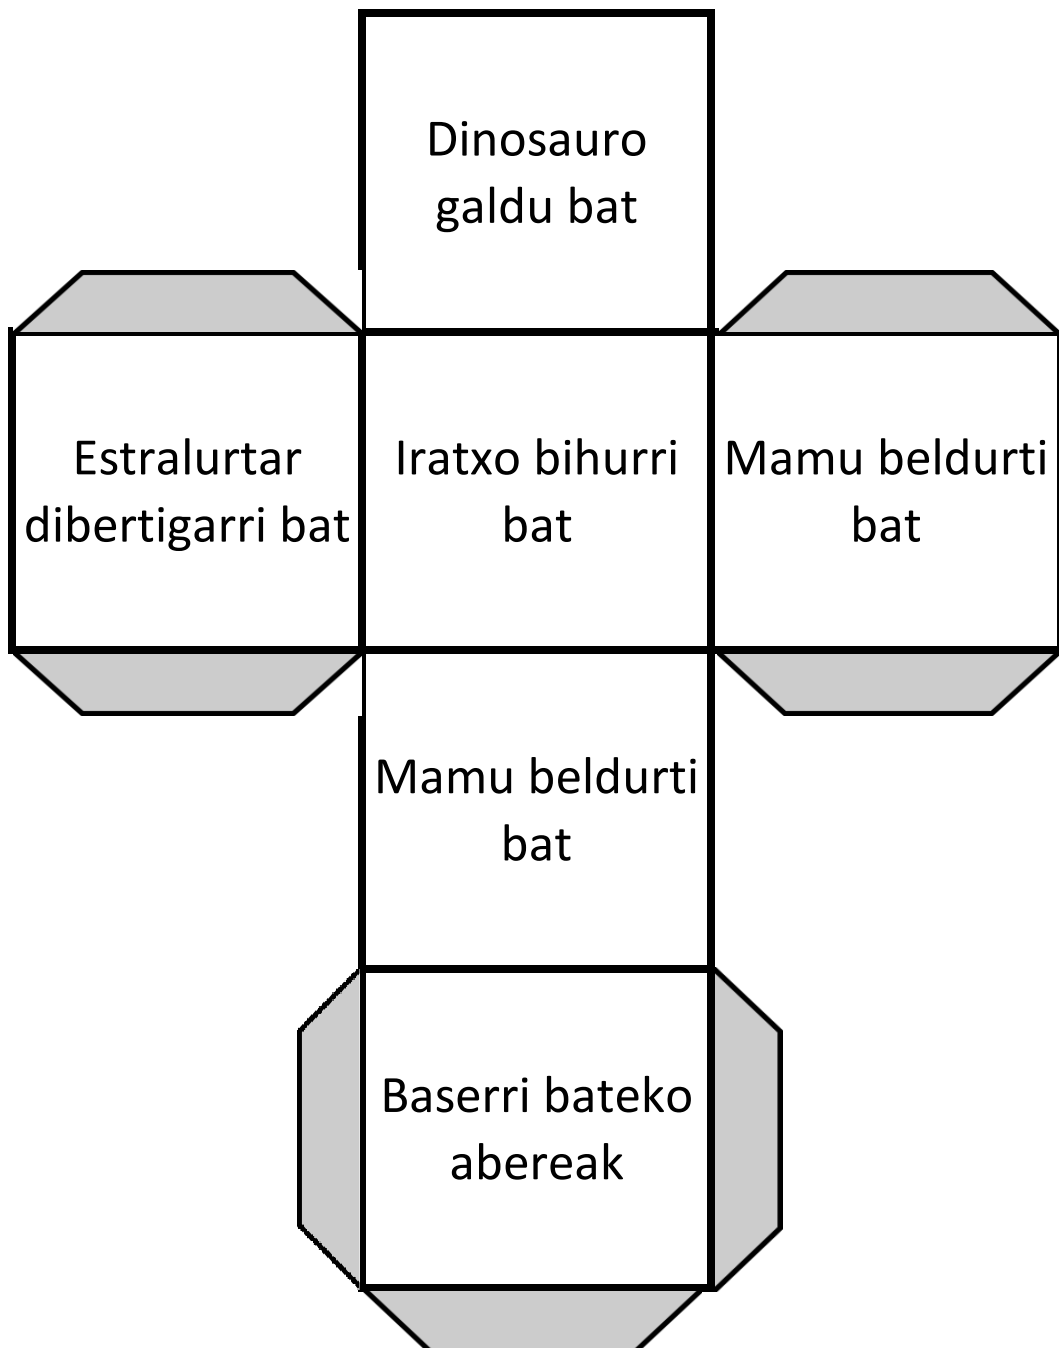 Dinosauro
galdu bat
Estralurtar
dibertigarri bat
Iratxo bihurri
bat
Mamu beldurti
bat
Mamu beldurti
bat
Baserri bateko
abereak